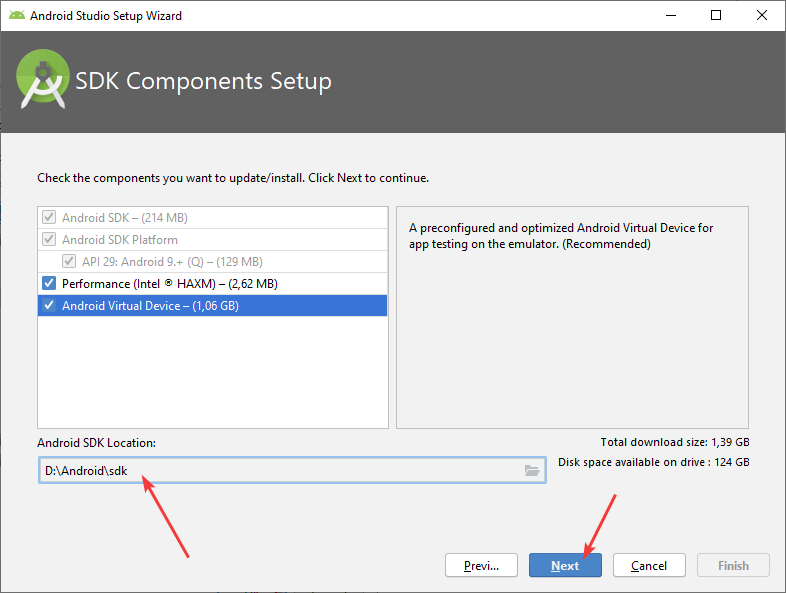 Android Studio Setup Wizard
SDK Components Setup
Check the components you want to update/install. Click Next to continue.
Android SDK – (214 MB)
Android SDK Platform
API 29: Android 9.+ (Q) – (129 MB)
Performance (Intel ® HAXM) – (2,62 MB)
Android Virtual Device – (1,06 GB)
A preconfigured and optimized Android Virtual Device for
app testing on the emulator. (Recommended)
Android SDK Location:
Total download size: 1,39 GB
D:\Android\sdk
Disk space available on drive : 124 GB
Previ...
Next
Cancel
Finish